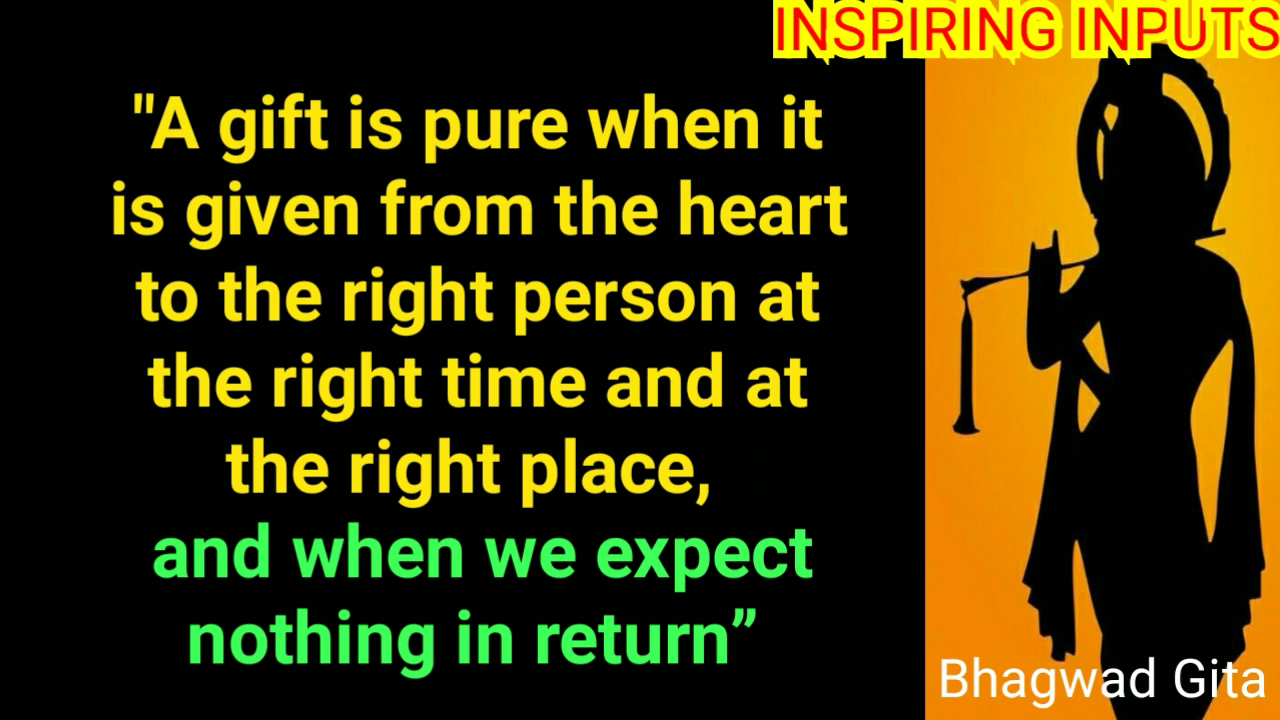 INSPIRING INPUTS
"A gift is pure when it
is given from the heart
to the right person at
the right time and at
the right place,
and when we expect
nothing in return”
Bhagwad Gita